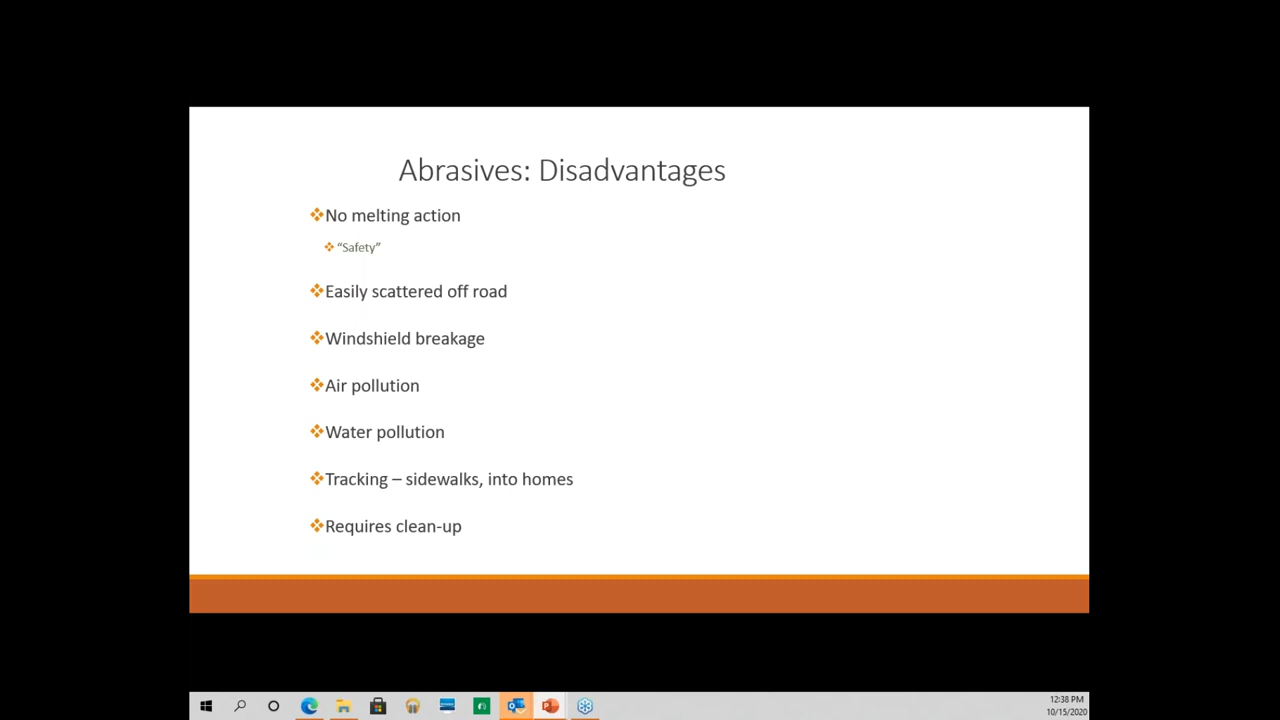 Abrasives: Disadvantages
No melting action
“Safety”
Easily scattered off road
Windshield breakage
Air pollution
Water pollution
Tracking – sidewalks, into homes
Requires clean-up
12:38 PM
10/15/2020